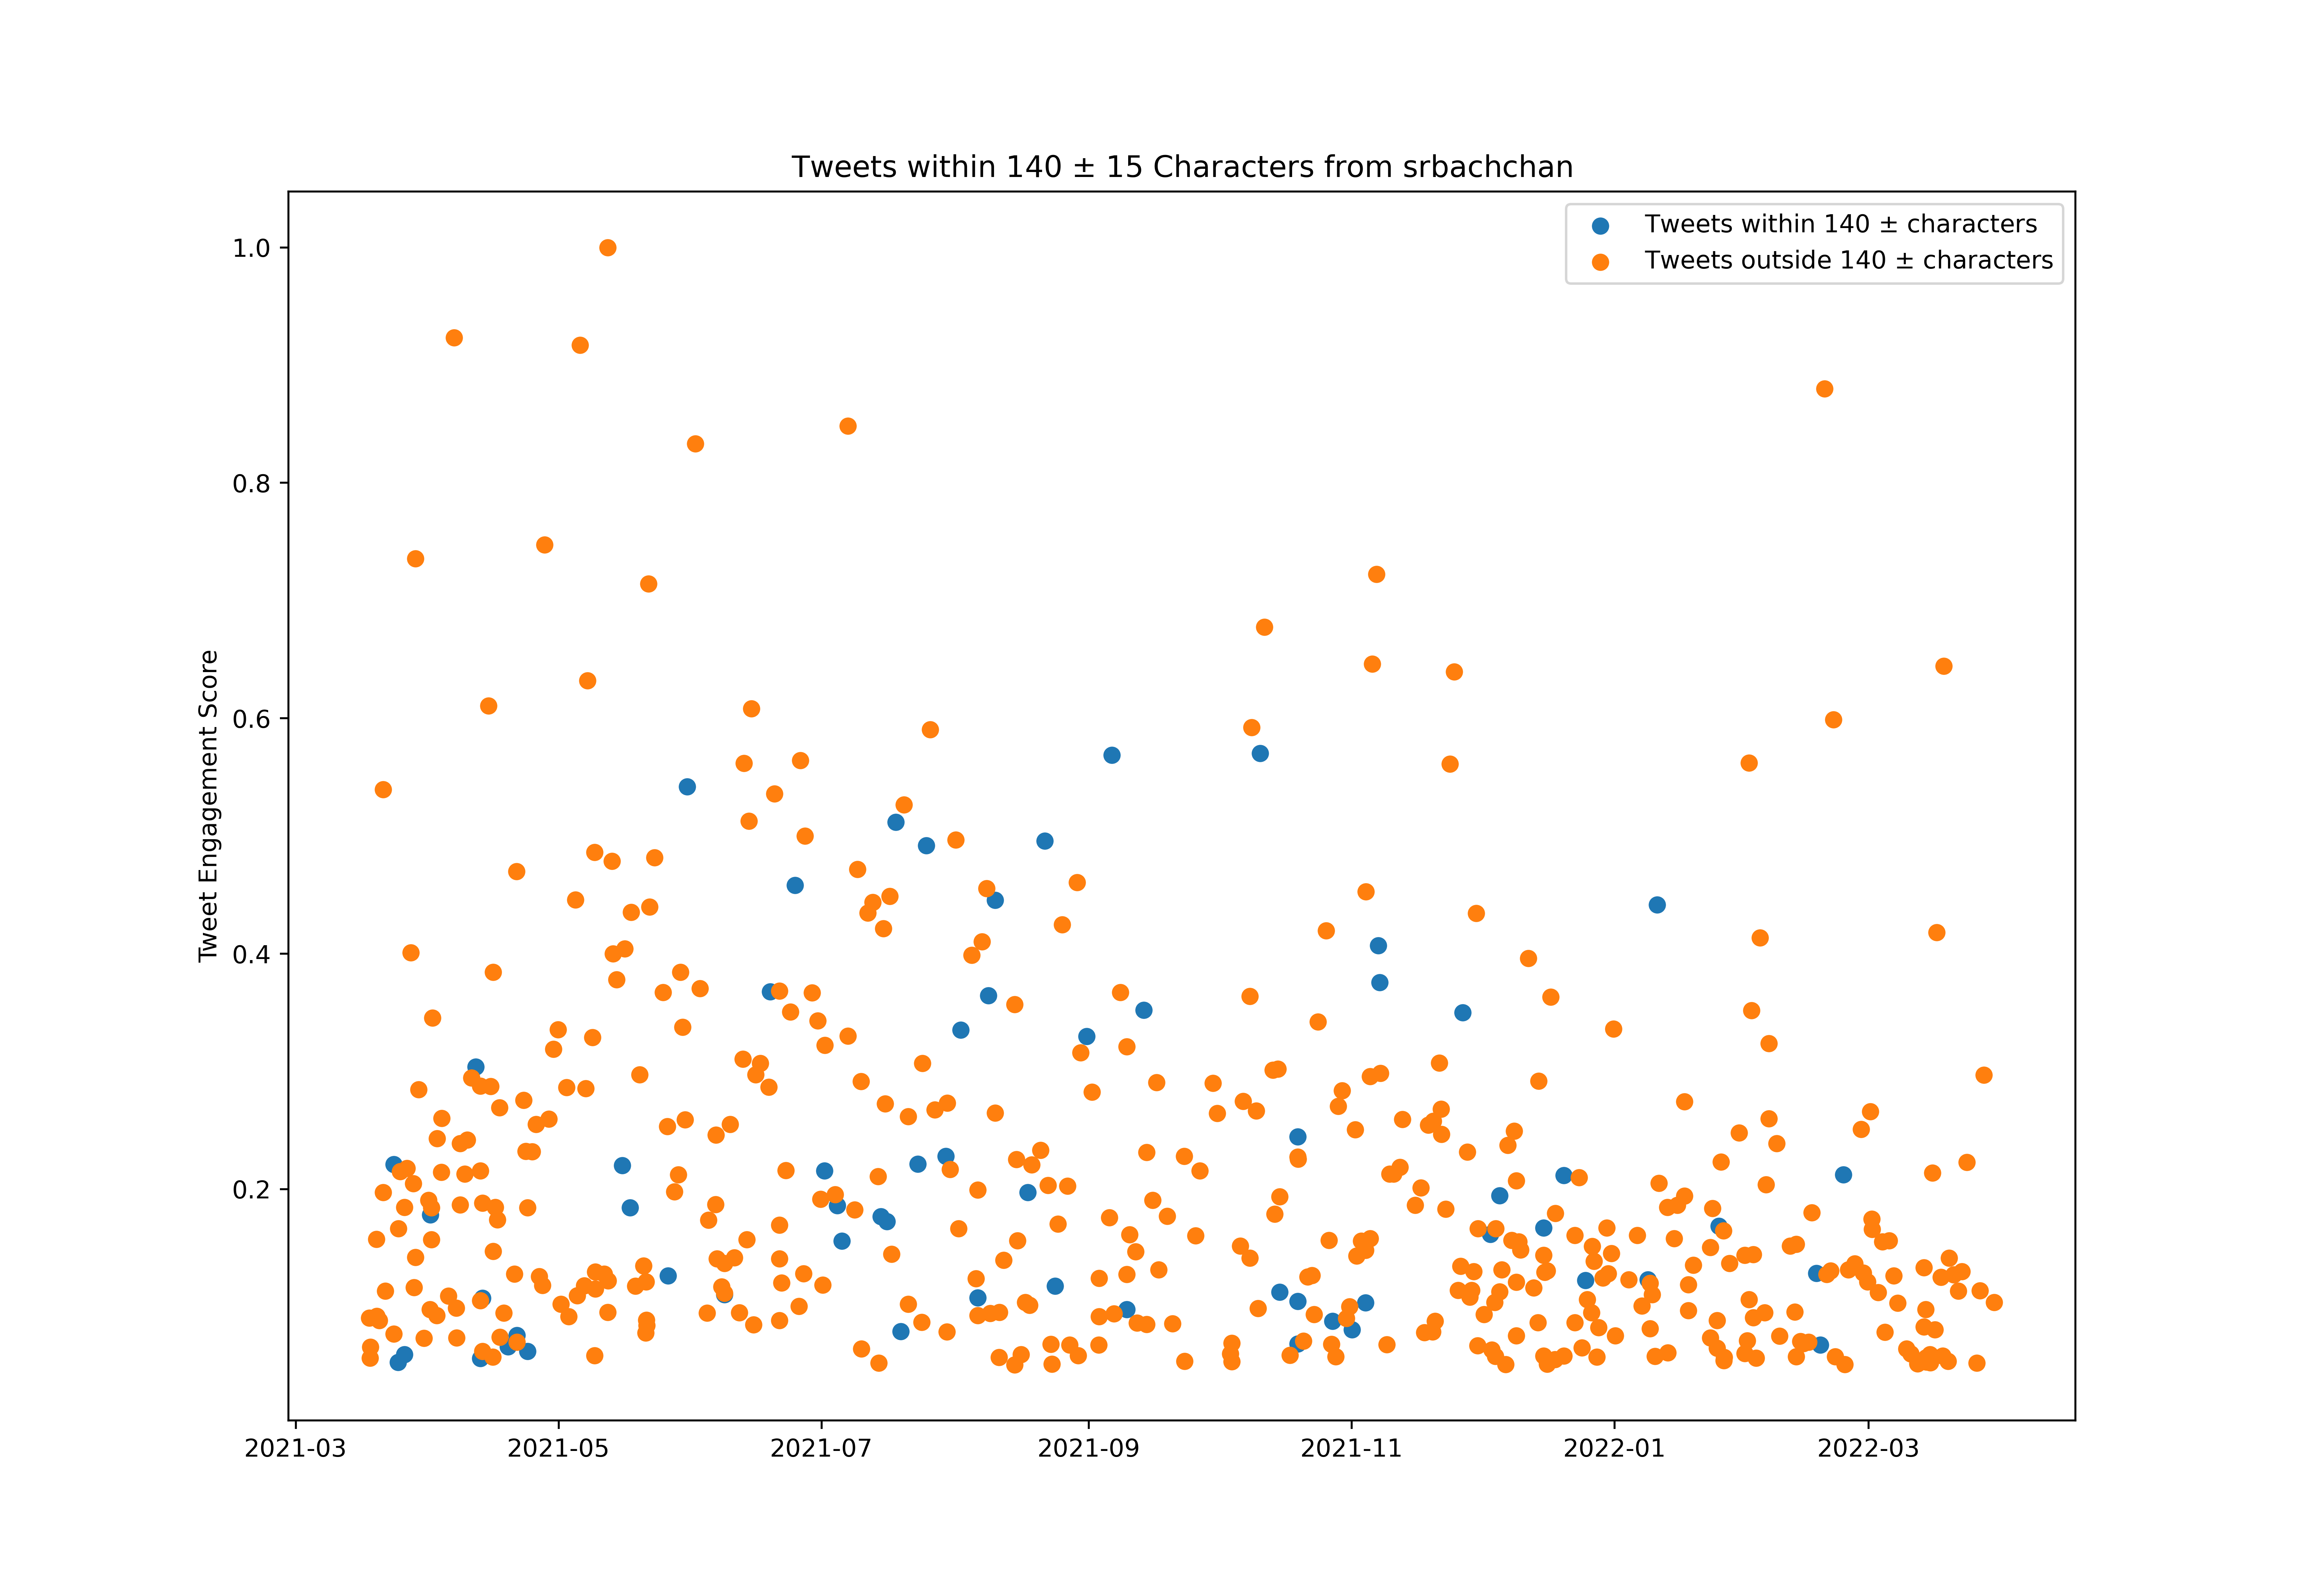 Tweets within 140 ± 15 Characters from srbachchan
Tweets within 140 ± characters
Tweets outside 140 ± characters
Tweet Engagement Score
1.0
0.8
0.6
0.4
0.2
2021-03 2021-05 2021-07 2021-09 2021-11 2022-01 2022-03